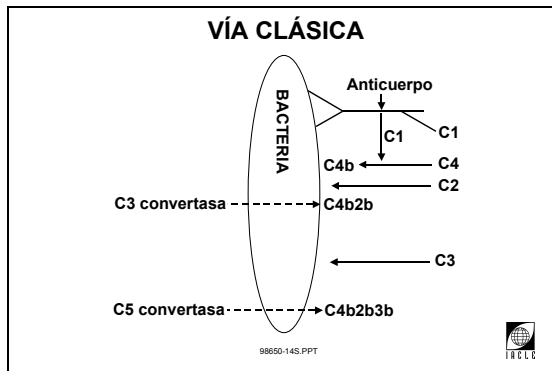 VÍA CLÁSICA
Anticuerpo
BACTERIA
C1
C1
C4b
C4
C2
C3 convertasa
C4b2b
C3
C5 convertasa
C4b2b3b
98650-14S.PPT
IACLE